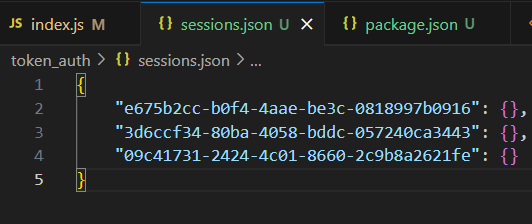 JS index.js M {} sessions.json U × {} package.json U
token_auth > {} sessions.json > ...
1 {
2 "e675b2cc-b0f4-4aae-be3c-0818997b0916": {},
3 "3d6ccf34-80ba-4058-bddc-057240ca3443": {},
4 "09c41731-2424-4c01-8660-2c9b8a2621fe": {}
5 }